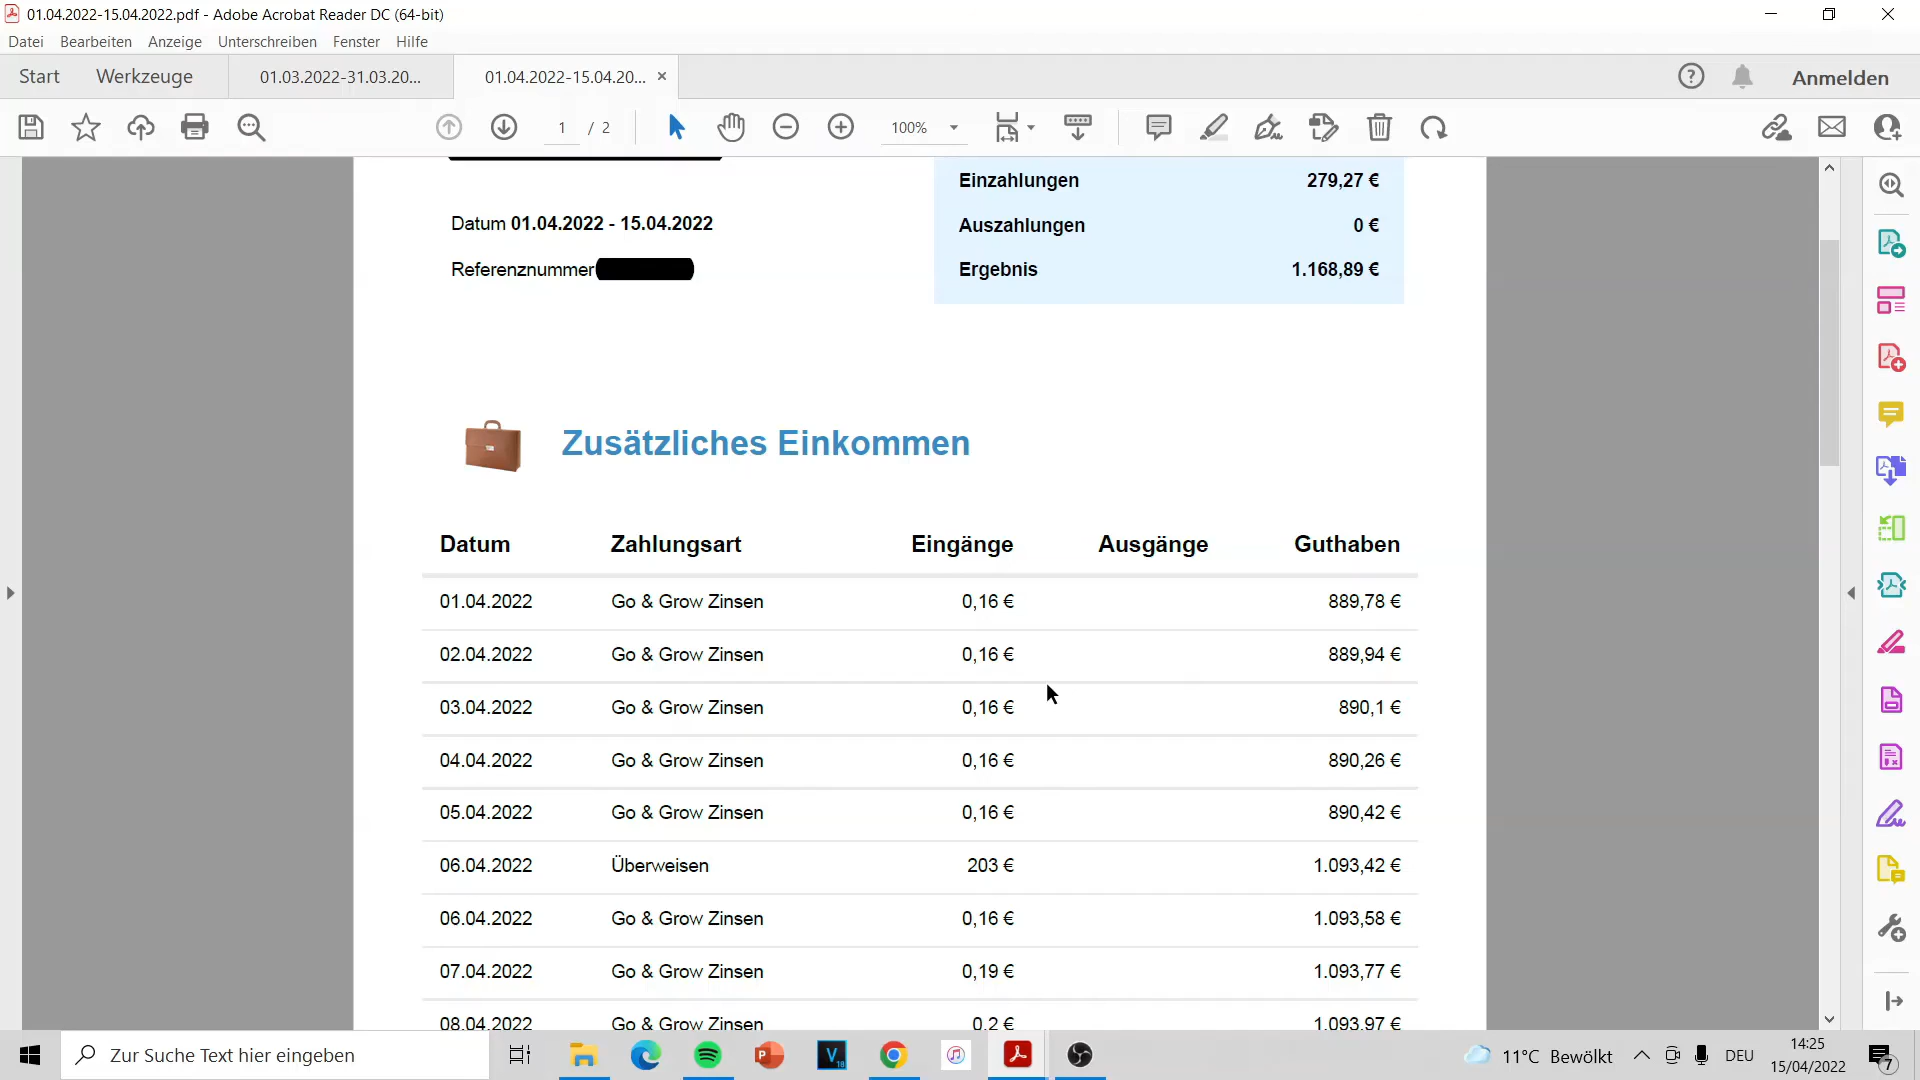 01.04.2022-15.04.2022.pdf - Adobe Acrobat Reader DC (64-bit)
Datei Bearbeiten Anzeige Unterschreiben Fenster Hilfe
Start Werkzeuge 01.03.2022-31.03.20... 01.04.2022-15.04.20... Anmelden
1 / 2 100%
Einzahlungen 279,27 €
Datum 01.04.2022 - 15.04.2022
Auszahlungen 0 €
Referenznummer
Ergebnis 1.168,89 €
Zusätzliches Einkommen
Datum Zahlungsart Eingänge Ausgänge Guthaben
01.04.2022 Go & Grow Zinsen 0,16 € 889,78 €
02.04.2022 Go & Grow Zinsen 0,16 € 889,94 €
03.04.2022 Go & Grow Zinsen 0,16 € 890,1 €
04.04.2022 Go & Grow Zinsen 0,16 € 890,26 €
05.04.2022 Go & Grow Zinsen 0,16 € 890,42 €
06.04.2022 Überweisen 203 € 1.093,42 €
06.04.2022 Go & Grow Zinsen 0,16 € 1.093,58 €
07.04.2022 Go & Grow Zinsen 0,19 € 1.093,77 €
08.04.2022 Go & Grow Zinsen 0,2 € 1.093,97 €
Zur Suche Text hier eingeben
11°C Bewölkt DEU 14:25
15/04/2022
7